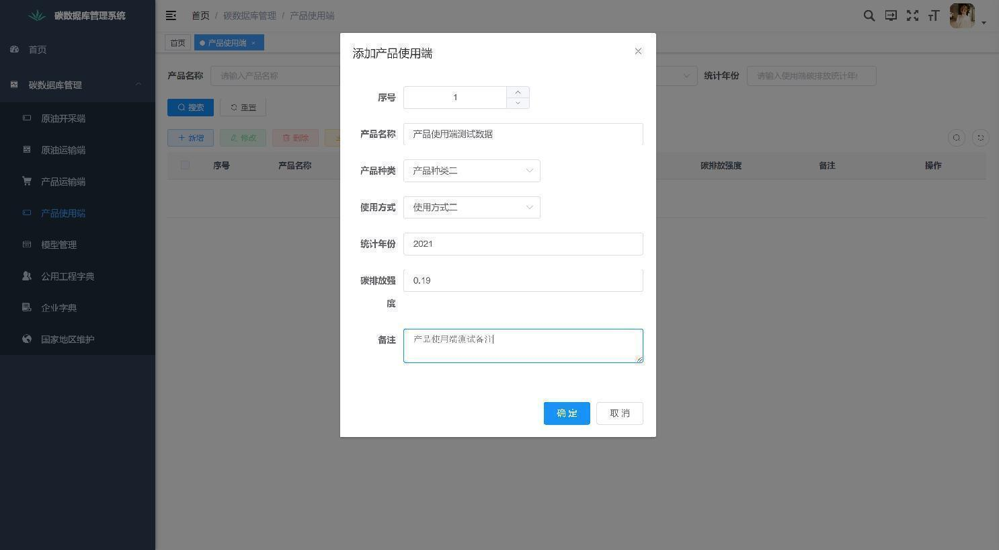 碳数据库管理系统
首页 / 碳数据库管理 / 产品使用端
首页
产品使用端 ×
首页
碳数据库管理
原油开采端
原油运输端
产品运输端
产品使用端
模型管理
公用工程字典
企业字典
国家地区维护
产品名称 请输入产品名称
统计年份 请输入使用端碳排放统计年份
搜索 重置
新增 修改 删除
序号 产品名称 碳排放强度 备注 操作
添加产品使用端
序号 1
产品名称 产品使用端测试数据
产品种类 产品种类二
使用方式 使用方式二
统计年份 2021
碳排放强 0.19
度
备注 产品使用端测试备注
确 定 取 消